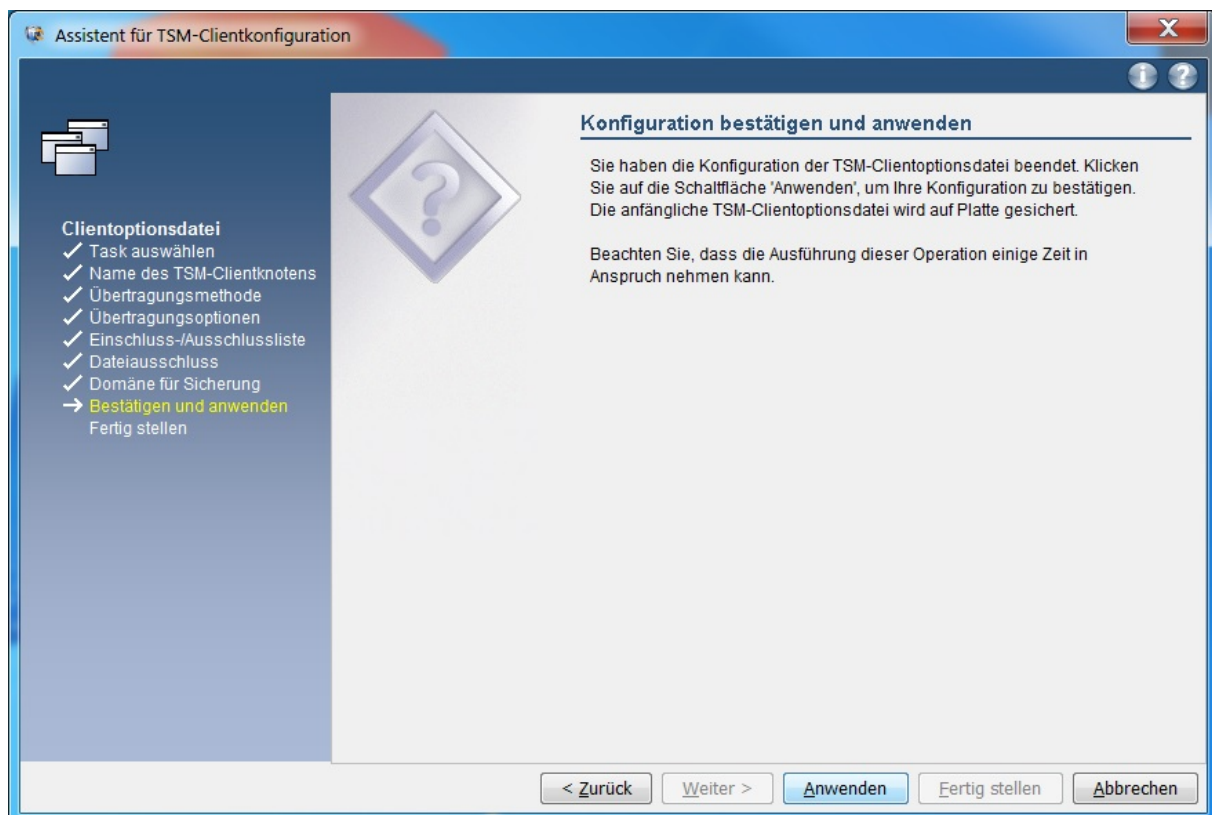 Assistent für TSM-Clientkonfiguration
Clientoptionsdatei
Task auswählen
Name des TSM-Clientknotens
Übertragungsmethode
Übertragungsoptionen
Einschluss-/Ausschlussliste
Dateiausschluss
Domäne für Sicherung
Bestätigen und anwenden
Fertig stellen
Konfiguration bestätigen und anwenden
Sie haben die Konfiguration der TSM-Clientoptionsdatei beendet. Klicken
Sie auf die Schaltfläche 'Anwenden', um Ihre Konfiguration zu bestätigen.
Die anfängliche TSM-Clientoptionsdatei wird auf Platte gesichert.
Beachten Sie, dass die Ausführung dieser Operation einige Zeit in
Anspruch nehmen kann.
< Zurück Weiter > Anwenden Fertig stellen Abbrechen